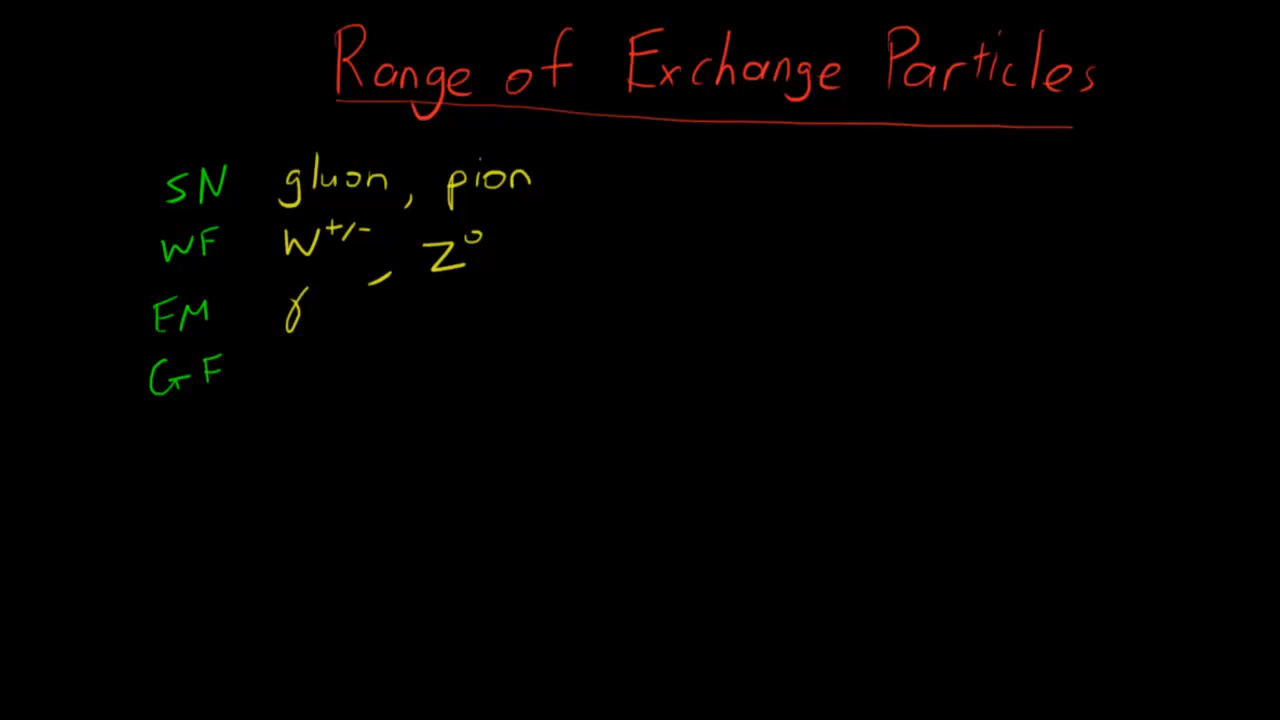 Range of Exchange Particles
SN gluon, pion
WF W+/-, Z0
EM γ
GF